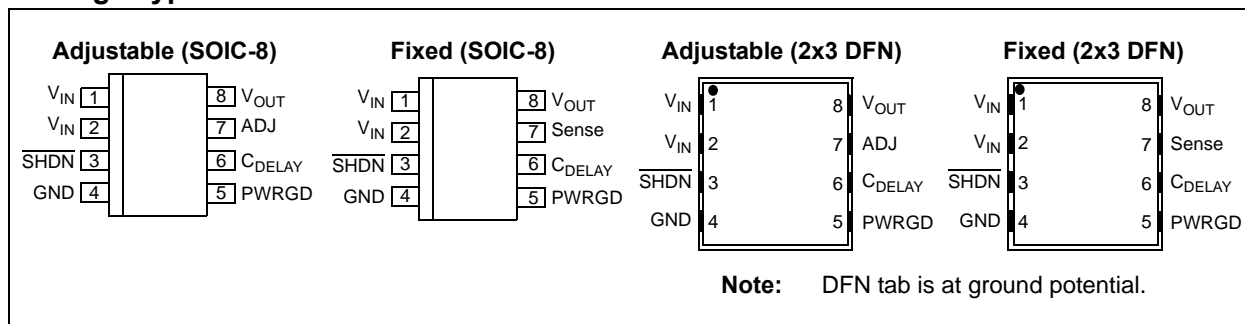 Adjustable (SOIC-8)
VIN 1
VIN 2
SHDN 3
GND 4
8 VOUT
7 ADJ
6 CDELAY
5 PWRGD
Fixed (SOIC-8)
VIN 1
VIN 2
SHDN 3
GND 4
8 VOUT
7 Sense
6 CDELAY
5 PWRGD
Adjustable (2x3 DFN)
VIN 1
VIN 2
SHDN 3
GND 4
8 VOUT
7 ADJ
6 CDELAY
5 PWRGD
Fixed (2x3 DFN)
VIN 1
VIN 2
SHDN 3
GND 4
8 VOUT
7 Sense
6 CDELAY
5 PWRGD
Note: DFN tab is at ground potential.